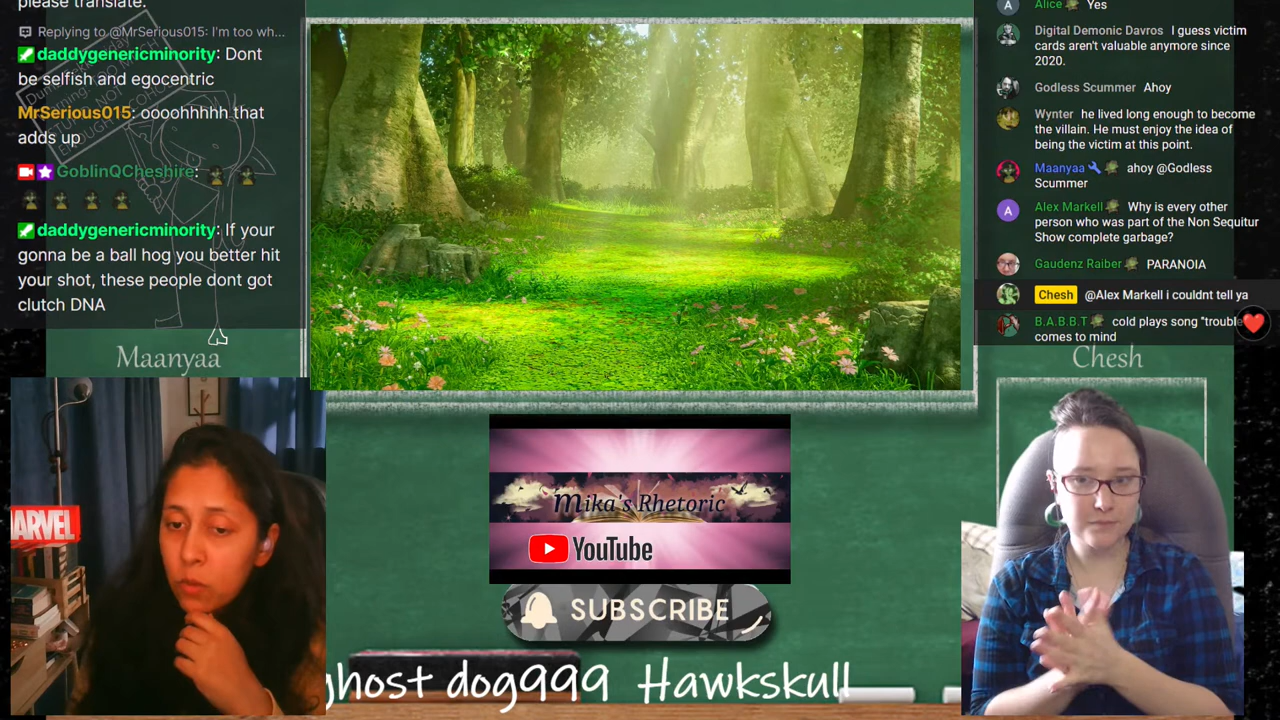 please translate.
Replying to @MrSerious015: I'm too wh...
daddygenericminority: Dont
be selfish and egocentric
MrSerious015: ooohhhhh that
adds up
GoblinQCheshire:
daddygenericminority: If your
gonna be a ball hog you better hit
your shot, these people dont got
clutch DNA
Maanyaa
MARVEL
Mika's Rhetoric
YouTube
SUBSCRIBE
ghost dog999 Hawkskull
Alice Yes
Digital Demonic Davros I guess victim
cards aren't valuable anymore since
2020.
Godless Scummer Ahoy
Wynter he lived long enough to become
the villain. He must enjoy the idea of
being the victim at this point.
Maanyaa ahoy @Godless
Scummer
A
Alex Markell Why is every other
person who was part of the Non Sequitur
Show complete garbage?
Gaudenz Raiber PARANOIA
Chesh @Alex Markell i couldnt tell ya
B.A.B.B.T cold plays song "trouble
comes to mind
Chesh